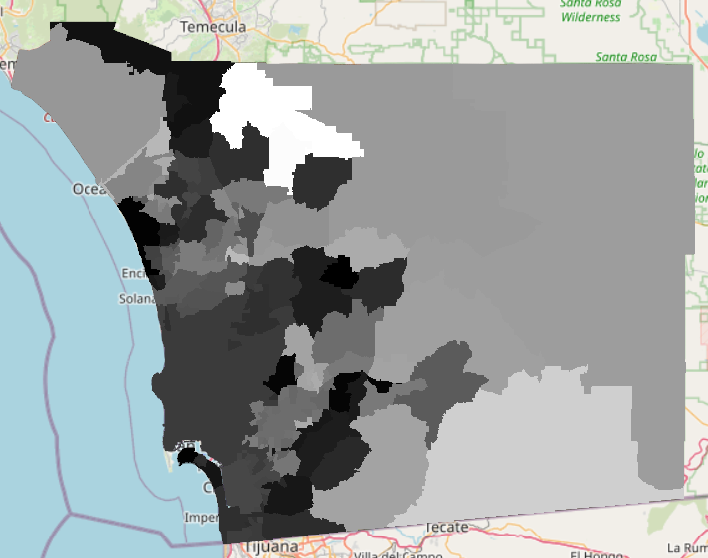 Santa Rosa
Wilderness
Temecula
Santa Rosa
Ocea
Enci
Solana
C
Imper
Tijuana
Tecate
Villa del Campo
El Hongo
La Rum